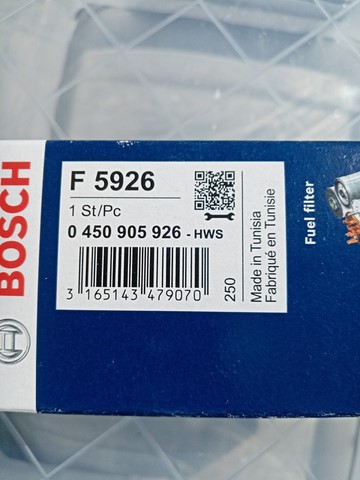 BOSCH
F 5926
1 St/Pc
0 450 905 926 - HWS
3 165143 479070
250
Made in Tunisia
Fabriqué en Tunisie
Fuel filter